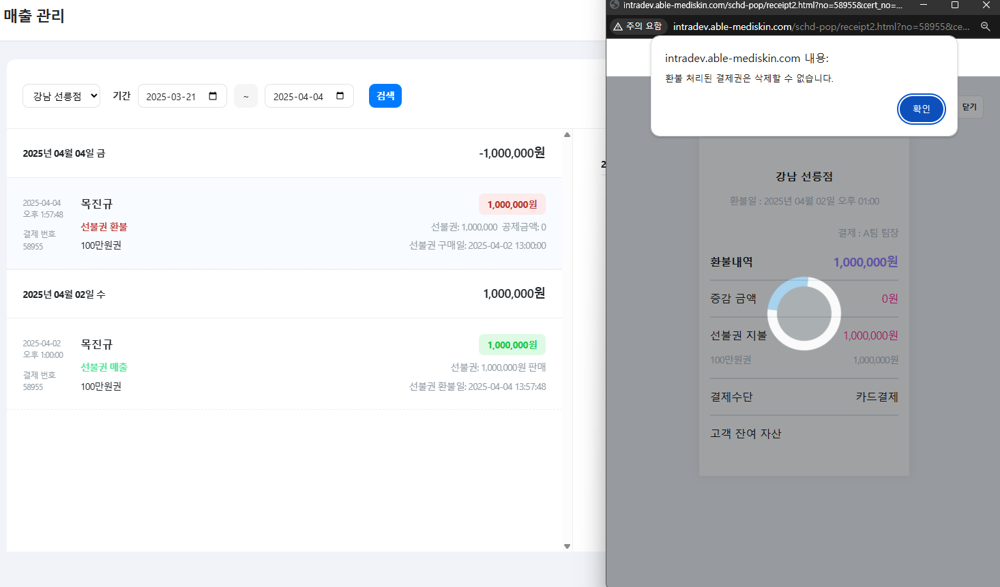 매출 관리
강남 선릉점 기간 2025-03-21 ~ 2025-04-04 검색
2025년 04월 04일 금 -1,000,000원
2025-04-04
오후 1:57:48
결제 번호
58955
목진규
선불권 환불
100만원권
1,000,000원
선불권: 1,000,000 공제금액: 0
선불권 구매일: 2025-04-02 13:00:00
2025년 04월 02일 수 1,000,000원
2025-04-02
오후 1:00:00
결제 번호
58955
목진규
선불권 매출
100만원권
1,000,000원
선불권: 1,000,000원 판매
선불권 환불일: 2025-04-04 13:57:48
2
intradev.able-mediskin.com/schd-pop/receipt2.html?no=58955&cert_no=...
주의 요함 intradev.able-mediskin.com/schd-pop/receipt2.html?no=58955&ce...
intradev.able-mediskin.com 내용:
환불 처리된 결제권은 삭제할 수 없습니다.
확인
닫기
강남 선릉점
환불일 : 2025년 04월 02일 오후 01:00
결제 : A팀 팀장
환불내역 1,000,000원
증감 금액 0원
선불권 지불 1,000,000원
100만원권 1,000,000원
결제수단 카드결제
고객 잔여 자산